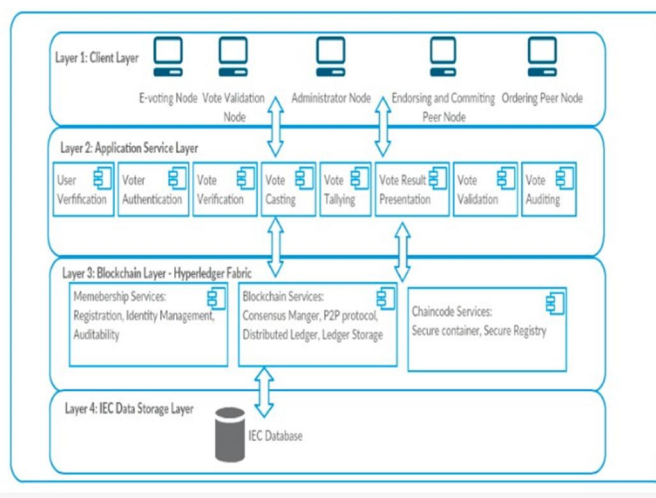 Layer 1: Client Layer
E-voting Node Vote Validation Node
Administrator Node
Endorsing and Commiting Peer Node
Ordering Peer Node
Layer 2: Application Service Layer
User
Verfification
Voter
Authentication
Vote
Verification
Vote
Casting
Vote
Tallying
Vote Result
Presentation
Vote
Validation
Vote
Auditing
Layer 3: Blockchain Layer - Hyperledger Fabric
Memebership Services:
Registration, Identity Management,
Auditability
Blockchain Services:
Consensus Manger, P2P protocol,
Distributed Ledger, Ledger Storage
Chaincode Services:
Secure container, Secure Registry
Layer 4: IEC Data Storage Layer
IEC Database